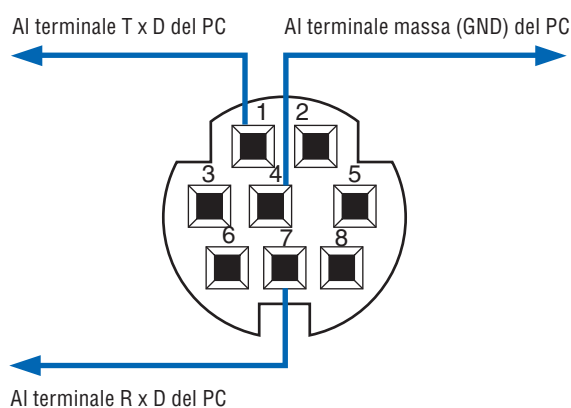 Al terminale T x D del PC
Al terminale massa (GND) del PC
1 2
3 4 5
6 7 8
Al terminale R x D del PC